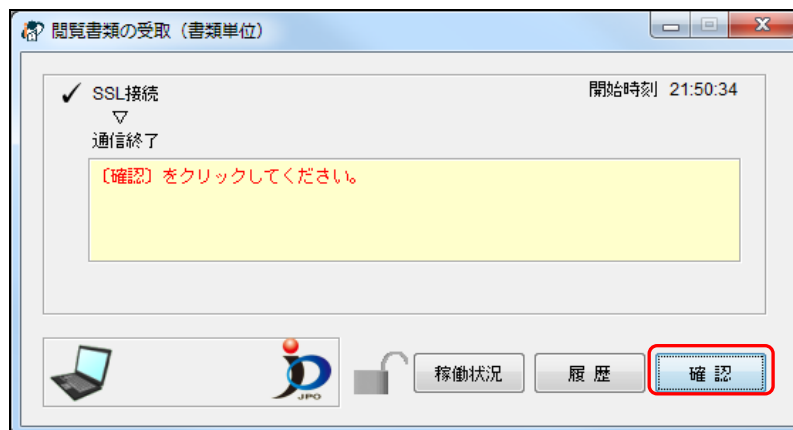 閲覧書類の受取（書類単位）
✓ SSL接続
開始時刻 21:50:34
▽
通信終了
〔確認〕をクリックしてください。
JPO
稼働状況
履 歴
確 認